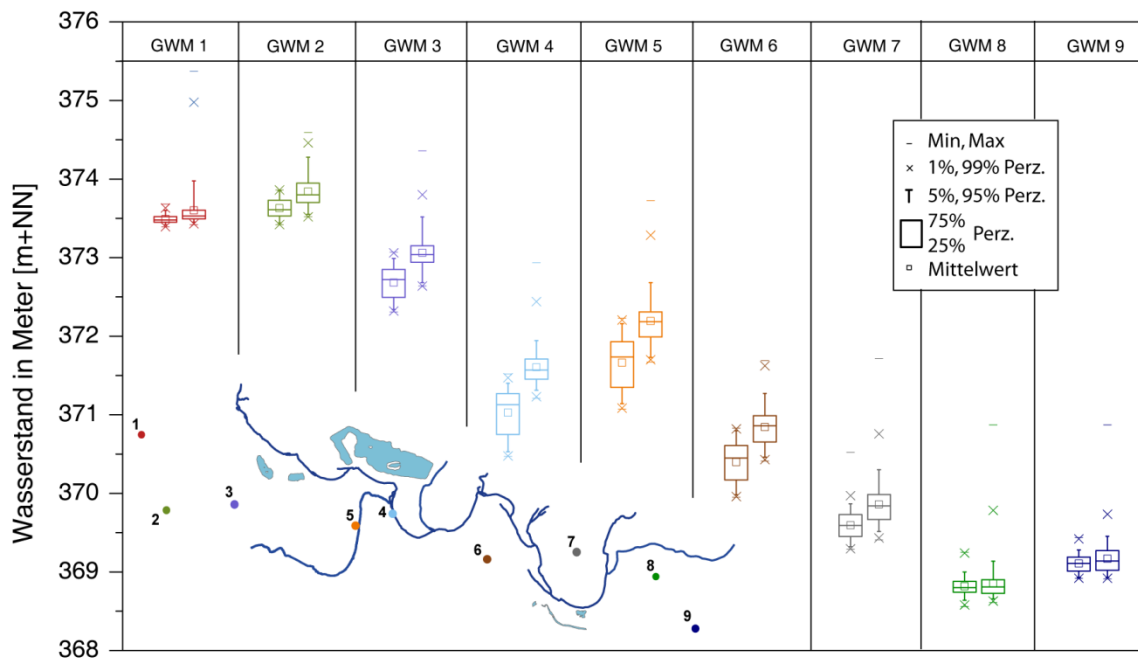 376
375
374
373
372
371
370
369
368
Wasserstand in Meter [m+NN]
GWM 1 GWM 2 GWM 3 GWM 4 GWM 5 GWM 6 GWM 7 GWM 8 GWM 9
Min, Max
1%, 99% Perz.
5%, 95% Perz.
75%
25% Perz.
Mittelwert
1
2
3
4
5
6
7
8
9